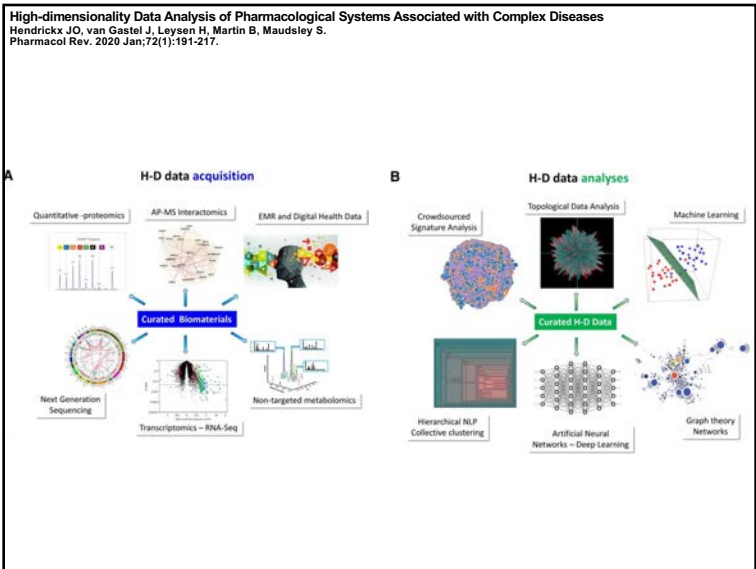 High-dimensionality Data Analysis of Pharmacological Systems Associated with Complex Diseases
Hendrickx JO, van Gastel J, Leysen H, Martin B, Maudsley S.
Pharmacol Rev. 2020 Jan;72(1):191-217.
A
H-D data acquisition
Quantitative -proteomics
AP-MS Interactomics
EMR and Digital Health Data
Curated Biomaterials
Next Generation
Sequencing
Transcriptomics – RNA-Seq
Non-targeted metabolomics
B
H-D data analyses
Crowdsourced
Signature Analysis
Topological Data Analysis
Machine Learning
Curated H-D Data
Hierarchical NLP
Collective clustering
Artificial Neural
Networks – Deep Learning
Graph theory
Networks